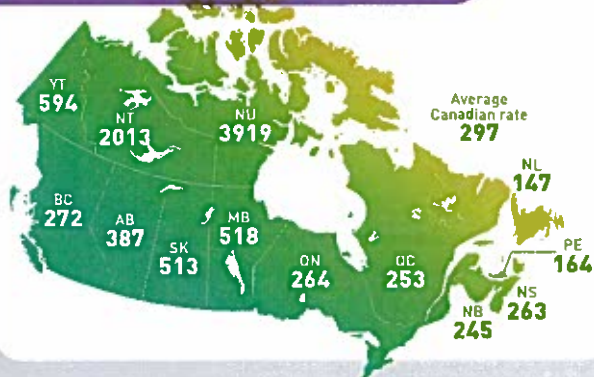 YT
594
NT
2013
NU
3919
Average
Canadian rate
297
NL
147
BC
272
AB
387
SK
513
MB
518
ON
264
QC
253
PE
164
NS
263
NB
245